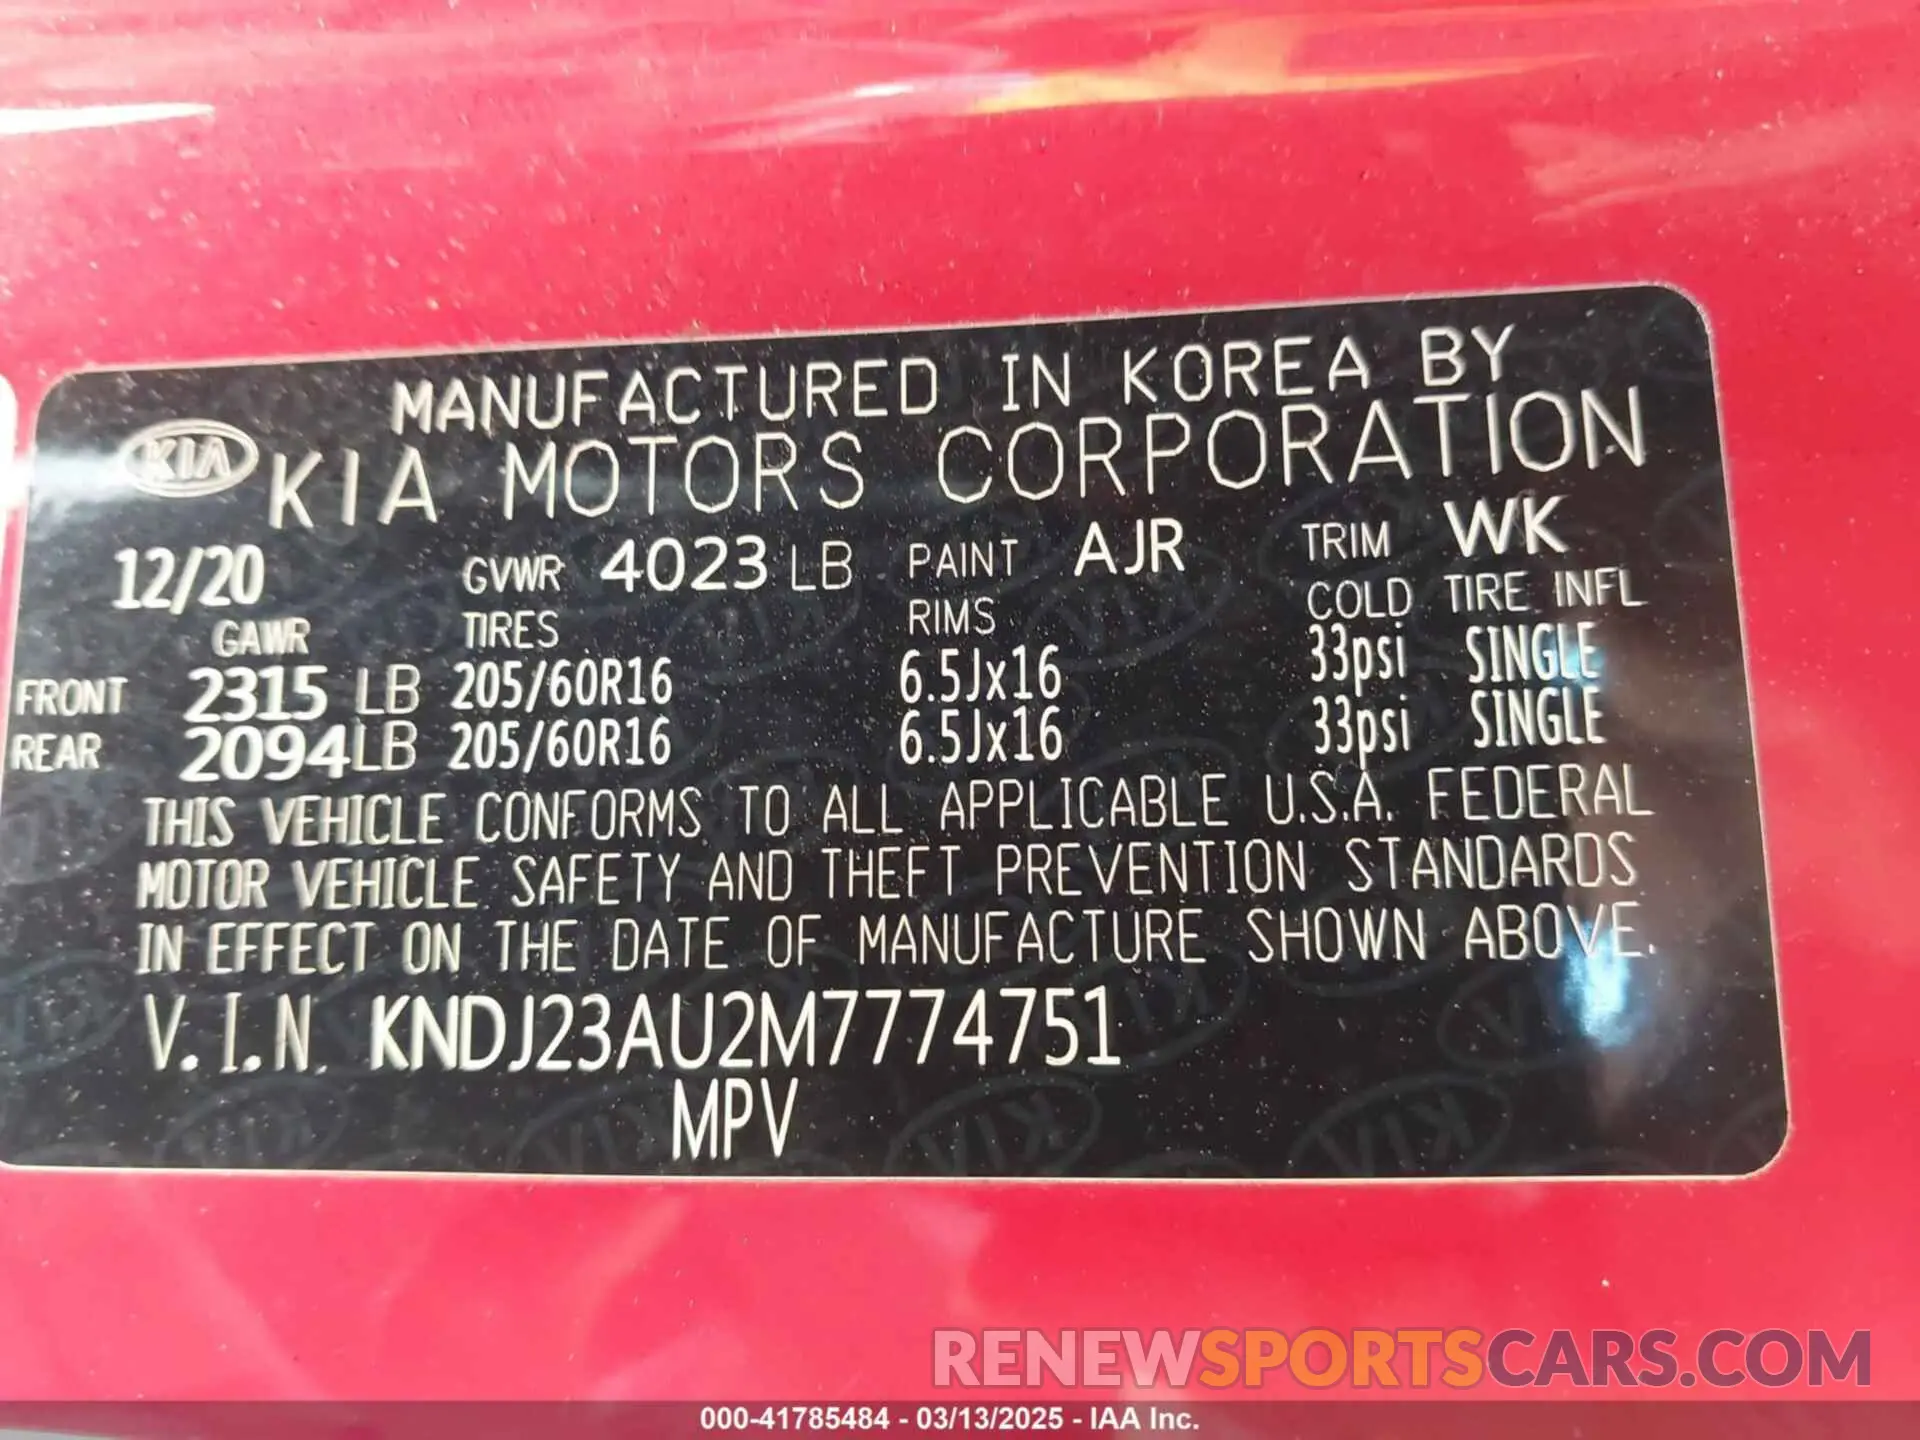 MANUFACTURED IN KOREA BY
KIA KIA MOTORS CORPORATION
12/20 GVWR 4023 LB PAINT AJR TRIM WK
GAWR TIRES RIMS COLD TIRE INFL
FRONT 2315 LB 205/60R16 6.5Jx16 33psi SINGLE
REAR 2094 LB 205/60R16 6.5Jx16 33psi SINGLE
THIS VEHICLE CONFORMS TO ALL APPLICABLE U.S.A. FEDERAL
MOTOR VEHICLE SAFETY AND THEFT PREVENTION STANDARDS
IN EFFECT ON THE DATE OF MANUFACTURE SHOWN ABOVE.
V.I.N. KNDJ23AU2M7774751
MPV
RENEWSPORTSCARS.COM
000-41785484 - 03/13/2025 - IAA Inc.